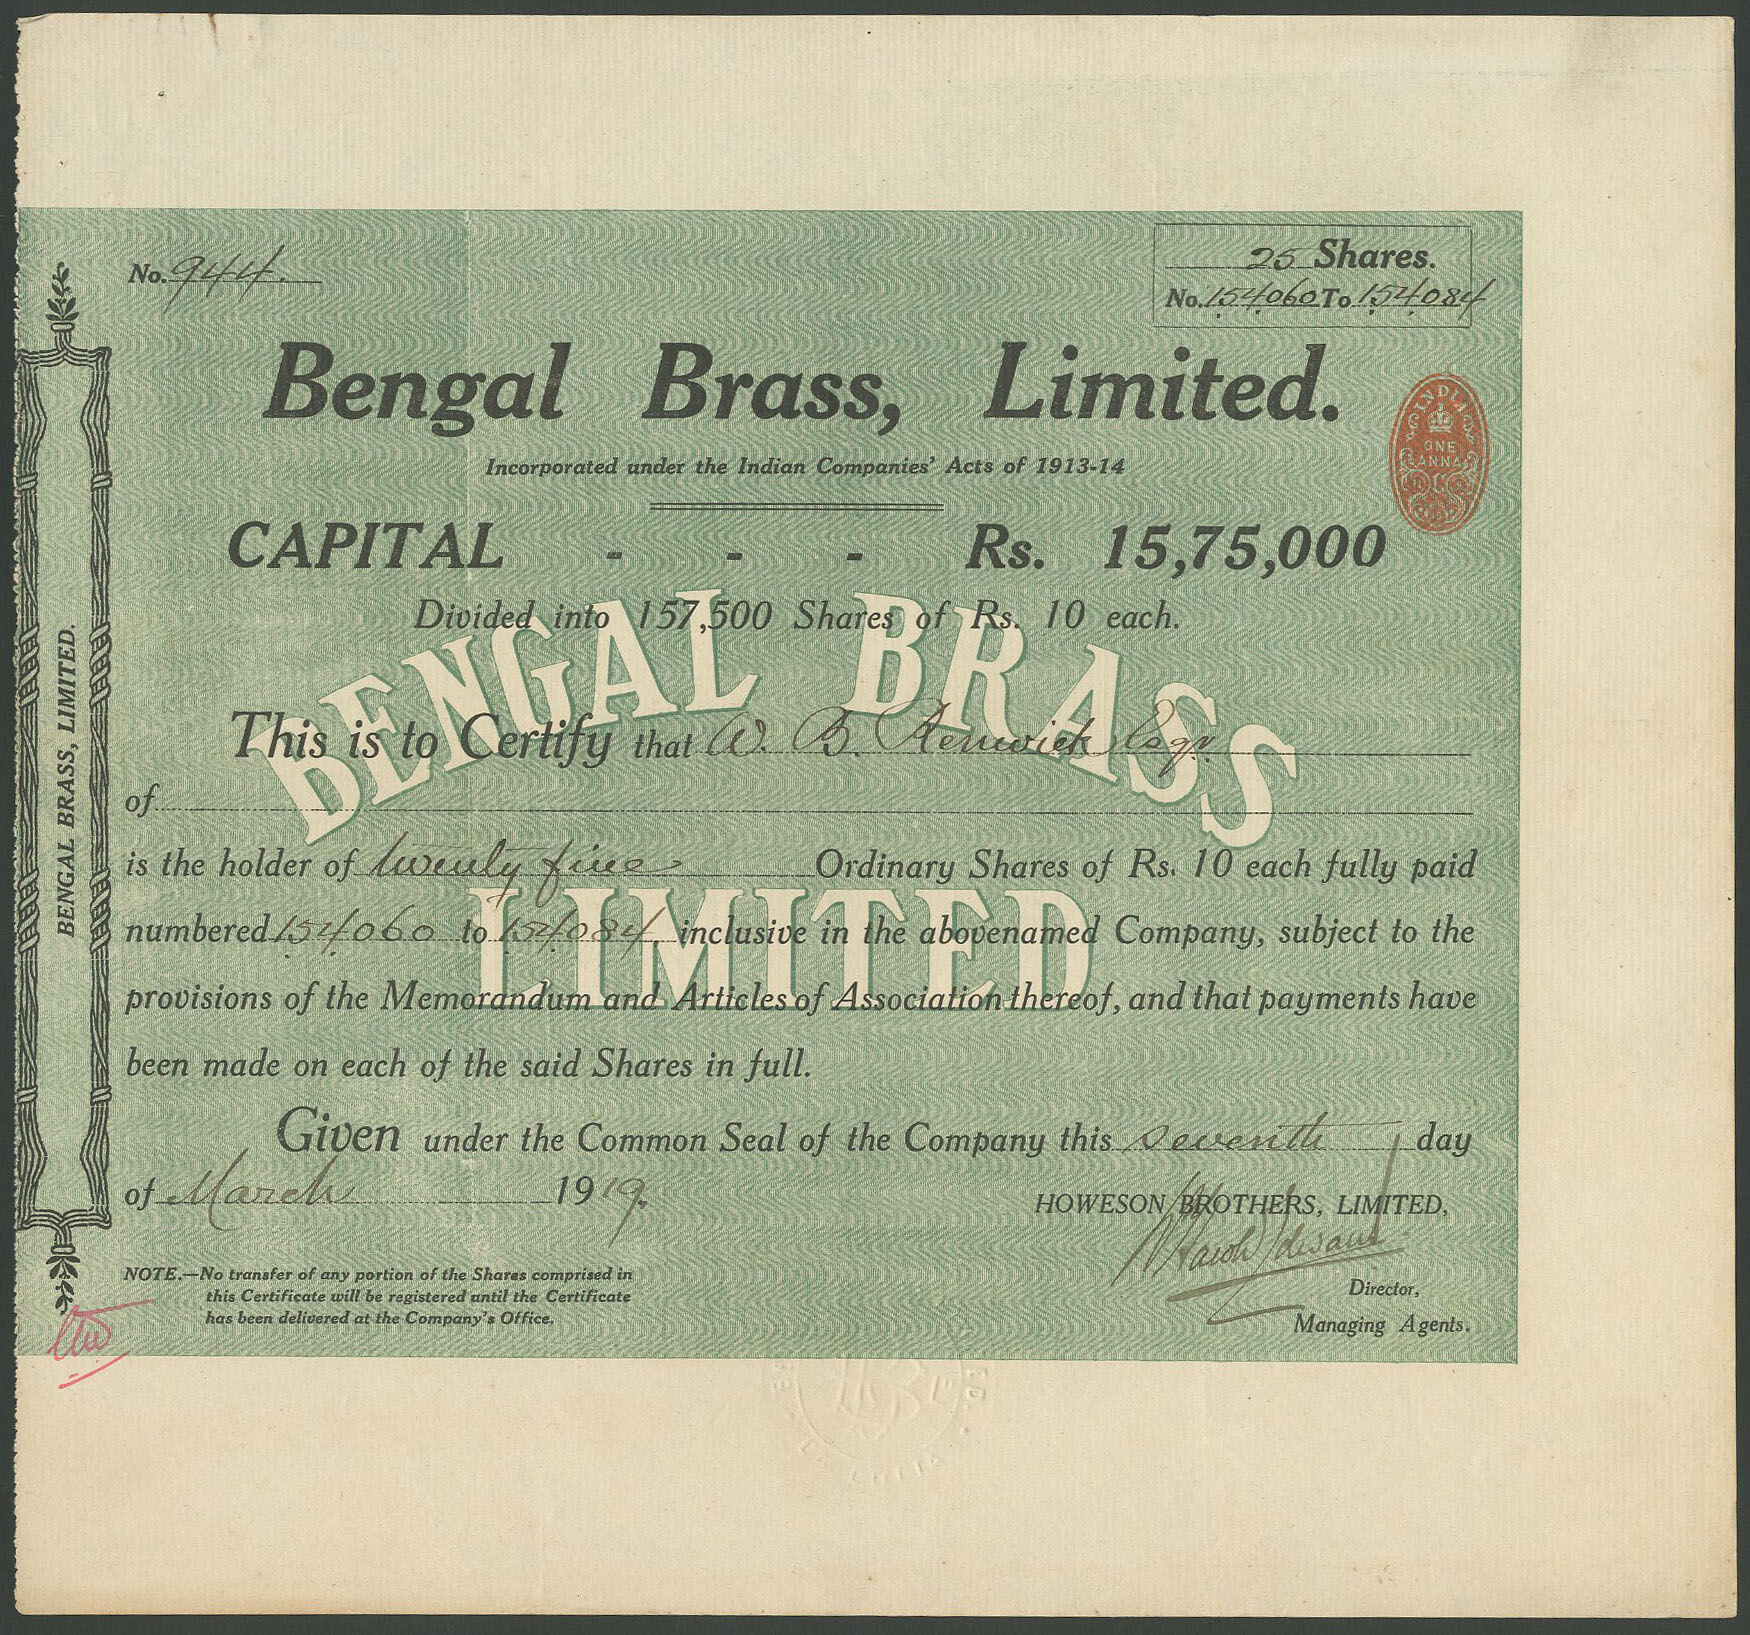 No. 944.
25 Shares.
No. 154060 To 154084
Bengal Brass, Limited.
INDIA
ONE
ANNA
Incorporated under the Indian Companies' Acts of 1913-14
CAPITAL - - - Rs. 15,75,000
Divided into 157,500 Shares of Rs. 10 each.
BENGAL BRASS
LIMITED
This is to Certify that W. B. Renwick Esqr.
of
is the holder of twenty five Ordinary Shares of Rs. 10 each fully paid
numbered 154060 to 154084, inclusive in the abovenamed Company, subject to the
provisions of the Memorandum and Articles of Association thereof, and that payments have
been made on each of the said Shares in full.
Given under the Common Seal of the Company this seventh day
of March 1919.
HOWESON BROTHERS, LIMITED,
Director,
Managing Agents.
NOTE.—No transfer of any portion of the Shares comprised in
this Certificate will be registered until the Certificate
has been delivered at the Company's Office.
BENGAL BRASS, LIMITED.